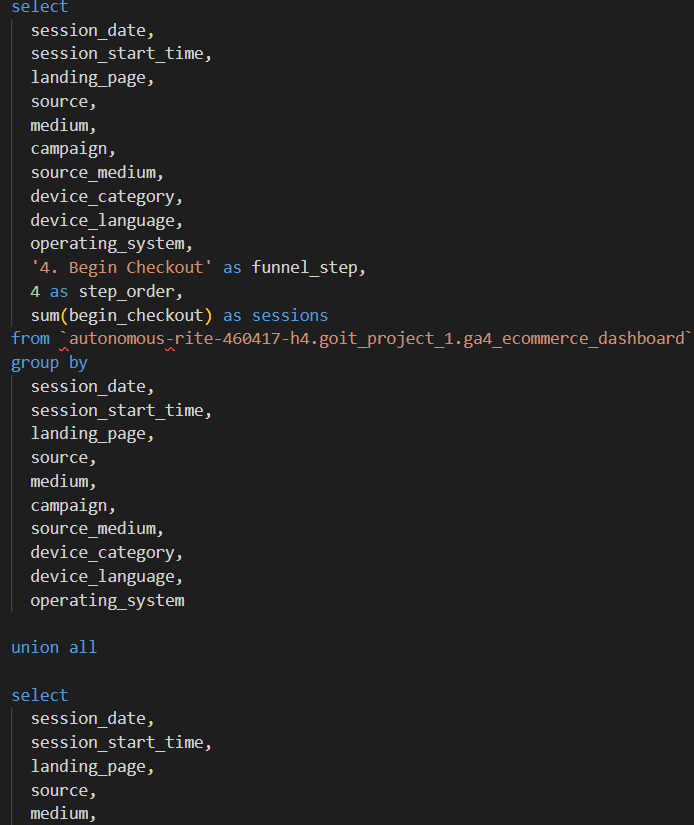 select
session_date,
session_start_time,
landing_page,
source,
medium,
campaign,
source_medium,
device_category,
device_language,
operating_system,
'4. Begin Checkout' as funnel_step,
4 as step_order,
sum(begin_checkout) as sessions
from `autonomous-rite-460417-h4.goit_project_1.ga4_ecommerce_dashboard`
group by
session_date,
session_start_time,
landing_page,
source,
medium,
campaign,
source_medium,
device_category,
device_language,
operating_system
union all
select
session_date,
session_start_time,
landing_page,
source,
medium,